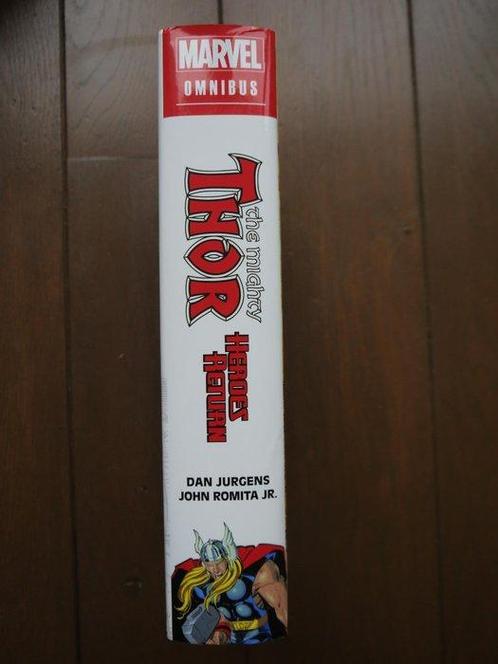 MARVEL
OMNIBUS
the mighty
THOR
HEROES
RETURN
DAN JURGENS
JOHN ROMITA JR.